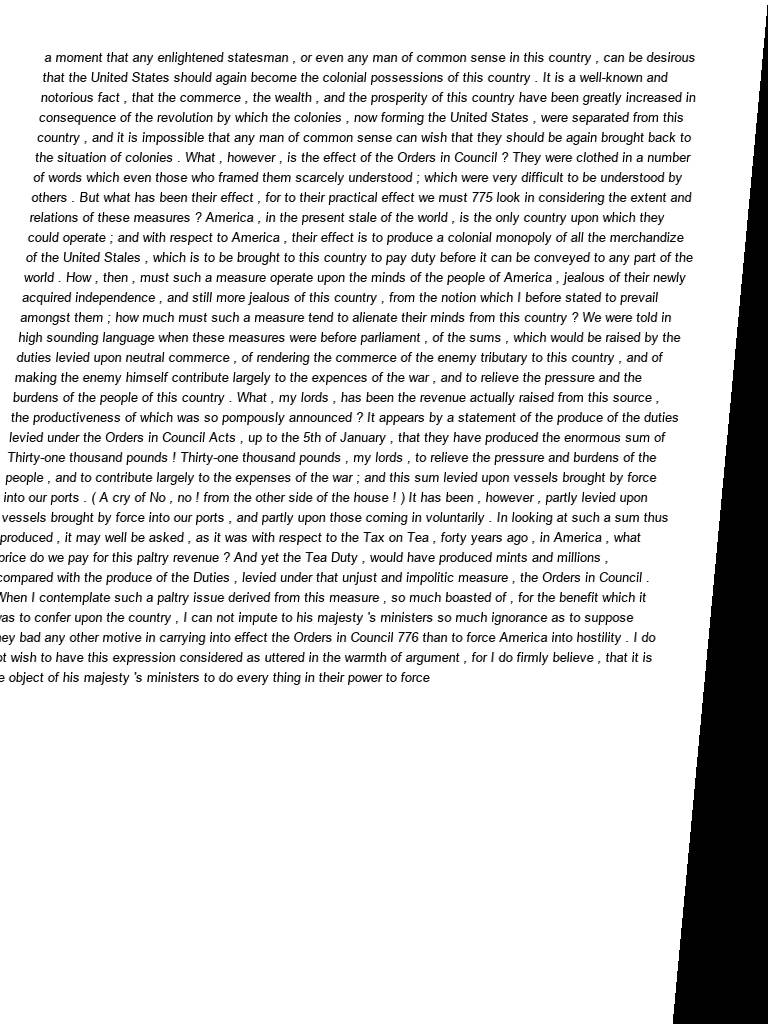 a moment that any enlightened statesman , or even any man of common sense in this country , can be desirous
that the United States should again become the colonial possessions of this country . It is a well-known and
notorious fact , that the commerce , the wealth , and the prosperity of this country have been greatly increased in
consequence of the revolution by which the colonies , now forming the United States , were separated from this
country , and it is impossible that any man of common sense can wish that they should be again brought back to
the situation of colonies . What , however , is the effect of the Orders in Council ? They were clothed in a number
of words which even those who framed them scarcely understood ; which were very difficult to be understood by
others . But what has been their effect , for to their practical effect we must 775 look in considering the extent and
relations of these measures ? America , in the present stale of the world , is the only country upon which they
could operate ; and with respect to America , their effect is to produce a colonial monopoly of all the merchandize
of the United Stales , which is to be brought to this country to pay duty before it can be conveyed to any part of the
world . How , then , must such a measure operate upon the minds of the people of America , jealous of their newly
acquired independence , and still more jealous of this country , from the notion which I before stated to prevail
amongst them ; how much must such a measure tend to alienate their minds from this country ? We were told in
high sounding language when these measures were before parliament , of the sums , which would be raised by the
duties levied upon neutral commerce , of rendering the commerce of the enemy tributary to this country , and of
making the enemy himself contribute largely to the expences of the war , and to relieve the pressure and the
burdens of the people of this country . What , my lords , has been the revenue actually raised from this source ,
the productiveness of which was so pompously announced ? It appears by a statement of the produce of the duties
levied under the Orders in Council Acts , up to the 5th of January , that they have produced the enormous sum of
Thirty-one thousand pounds ! Thirty-one thousand pounds , my lords , to relieve the pressure and burdens of the
people , and to contribute largely to the expenses of the war ; and this sum levied upon vessels brought by force
into our ports . ( A cry of No , no ! from the other side of the house ! ) It has been , however , partly levied upon
vessels brought by force into our ports , and partly upon those coming in voluntarily . In looking at such a sum thus
produced , it may well be asked , as it was with respect to the Tax on Tea , forty years ago , in America , what
price do we pay for this paltry revenue ? And yet the Tea Duty , would have produced mints and millions ,
compared with the produce of the Duties , levied under that unjust and impolitic measure , the Orders in Council .
When I contemplate such a paltry issue derived from this measure , so much boasted of , for the benefit which it
was to confer upon the country , I can not impute to his majesty 's ministers so much ignorance as to suppose
bad any other motive in carrying into effect the Orders in Council 776 than to force America into hostility . I do
wish to have this expression considered as uttered in the warmth of argument , for I do firmly believe , that it is
object of his majesty 's ministers to do every thing in their power to force